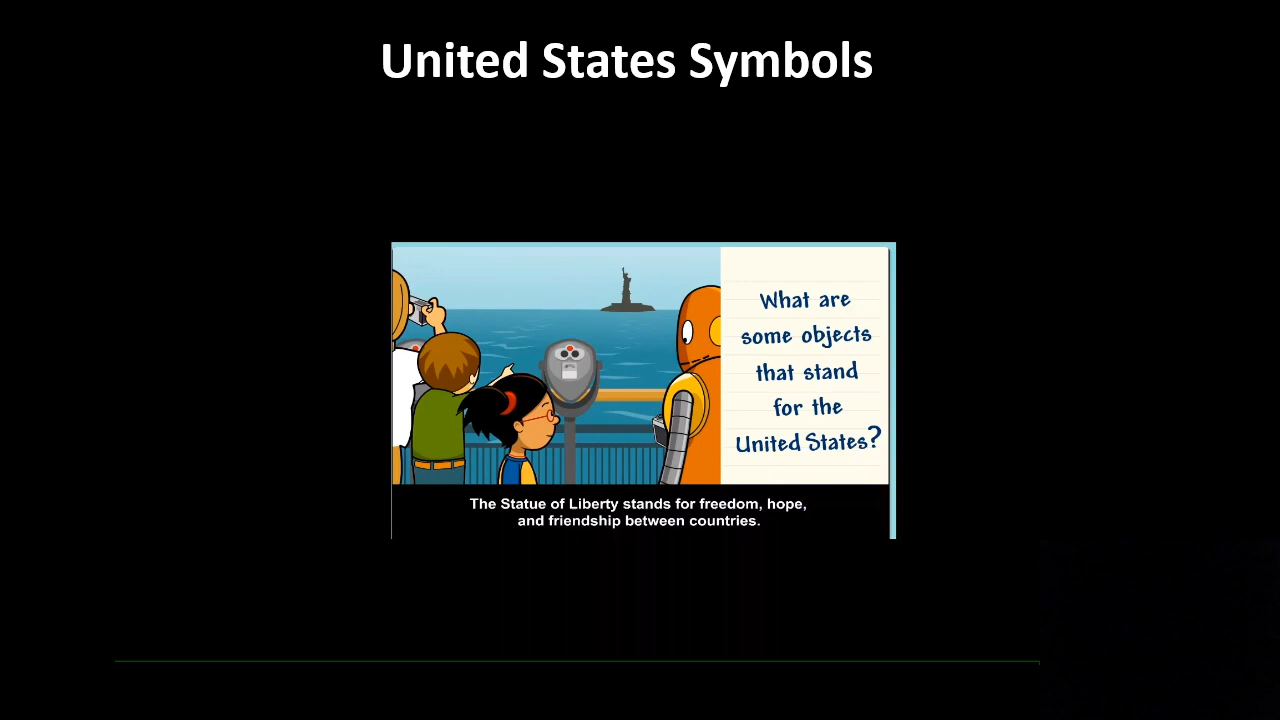 United States Symbols
What are
some objects
that stand
for the
United States?
The Statue of Liberty stands for freedom, hope,
and friendship between countries.